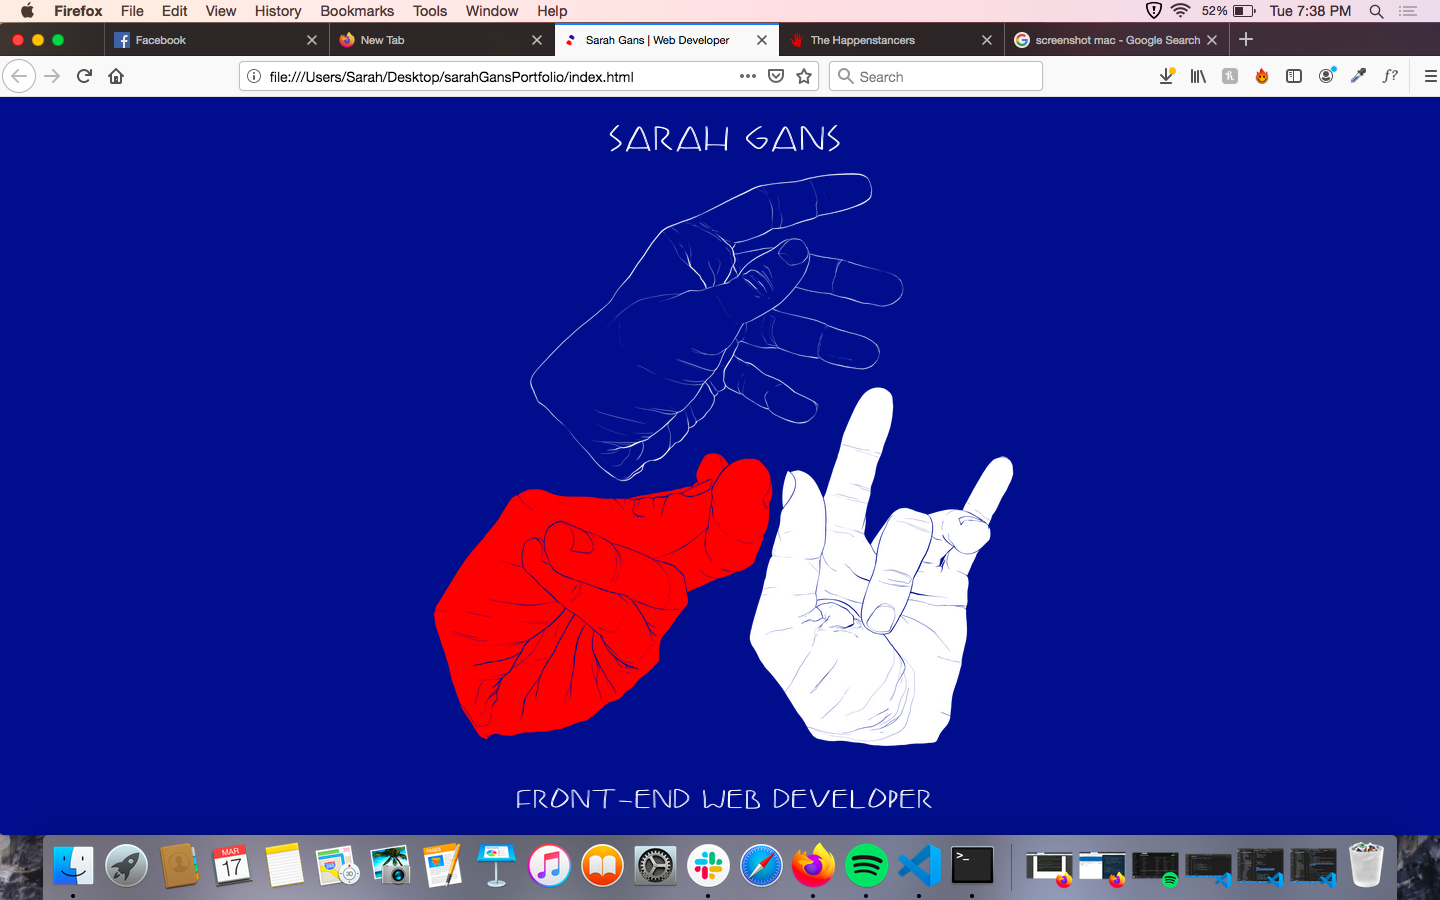 Firefox File Edit View History Bookmarks Tools Window Help 52% Tue 7:38 PM
Facebook New Tab Sarah Gans | Web Developer The Happenstancers screenshot mac - Google Search
file:///Users/Sarah/Desktop/sarahGansPortfolio/index.html Search f?
SARAH GANS
FRONT-END WEB DEVELOPER
MAR
17
PAGES
3D
>_